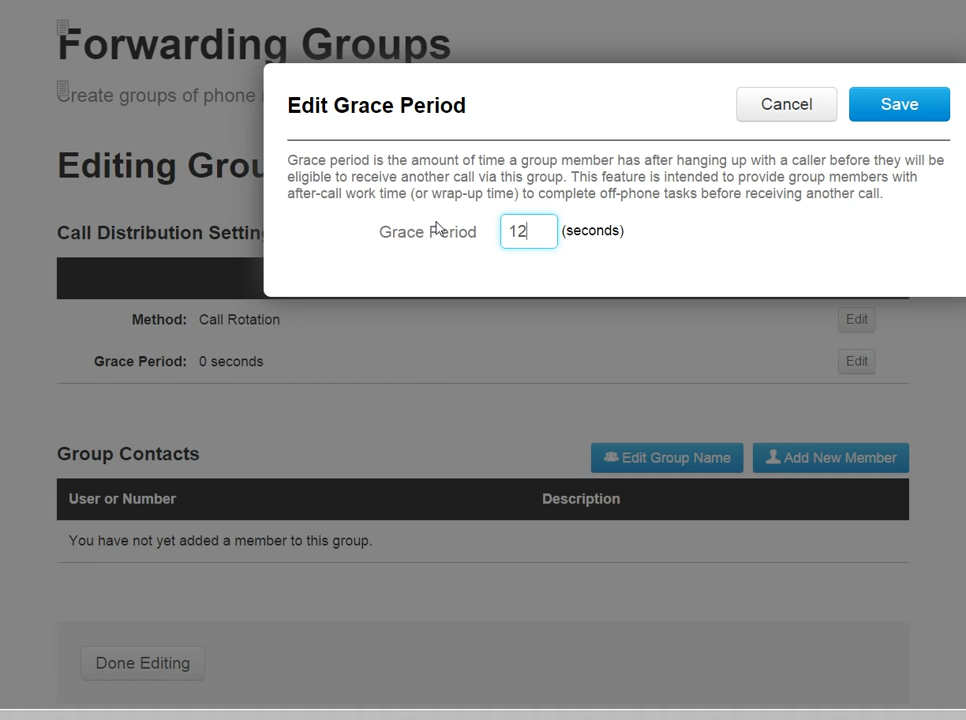 Forwarding Groups
Create groups of phone
Edit Grace Period
Cancel
Save
Grace period is the amount of time a group member has after hanging up with a caller before they will be
eligible to receive another call via this group. This feature is intended to provide group members with
after-call work time (or wrap-up time) to complete off-phone tasks before receiving another call.
Grace Period 12 (seconds)
Editing Grou
Call Distribution Settin
Method: Call Rotation Edit
Grace Period: 0 seconds Edit
Group Contacts
Edit Group Name
Add New Member
User or Number Description
You have not yet added a member to this group.
Done Editing